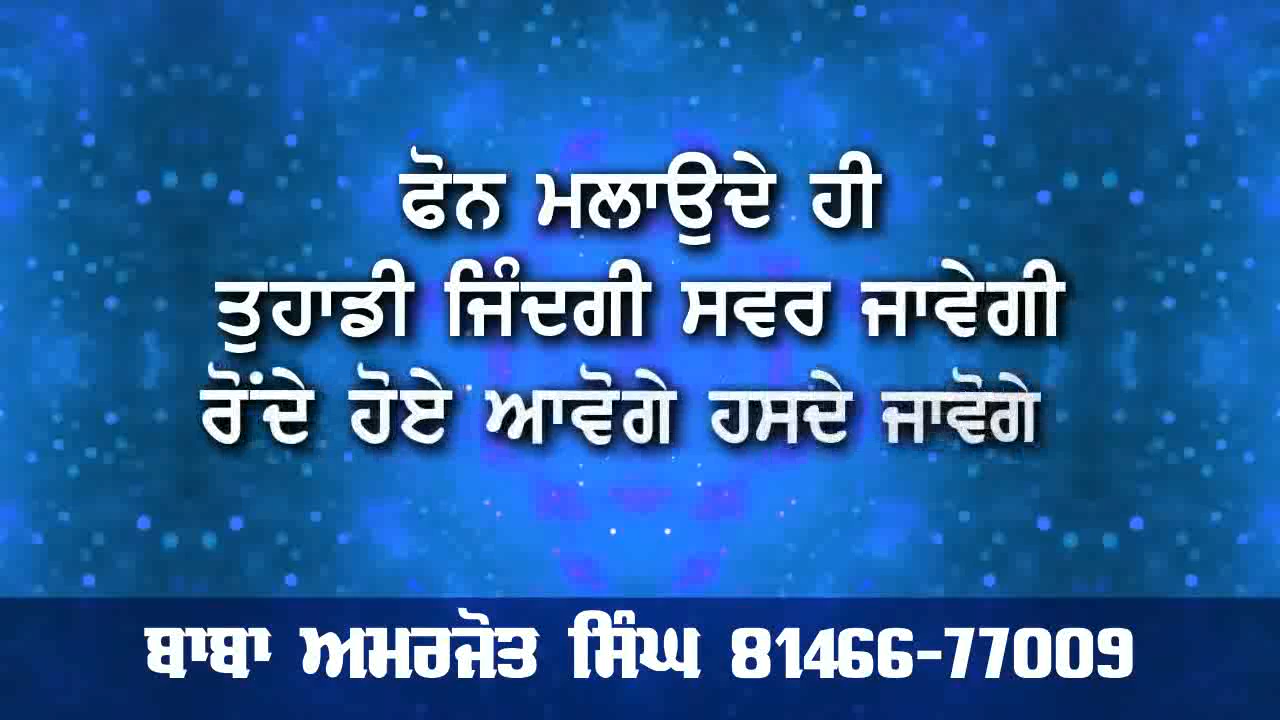 ਫੋਨ ਮਲਾਉਦੇ ਹੀ
ਤੁਹਾਡੀ ਜਿੰਦਗੀ ਸਵਰ ਜਾਵੇਗੀ
ਰੋਂਦੇ ਹੋਏ ਆਵੋਗੇ ਹਸਦੇ ਜਾਵੋਗੇ
ਬਾਬਾ ਅਮਰਜੋਤ ਸਿੰਘ 81466-77009